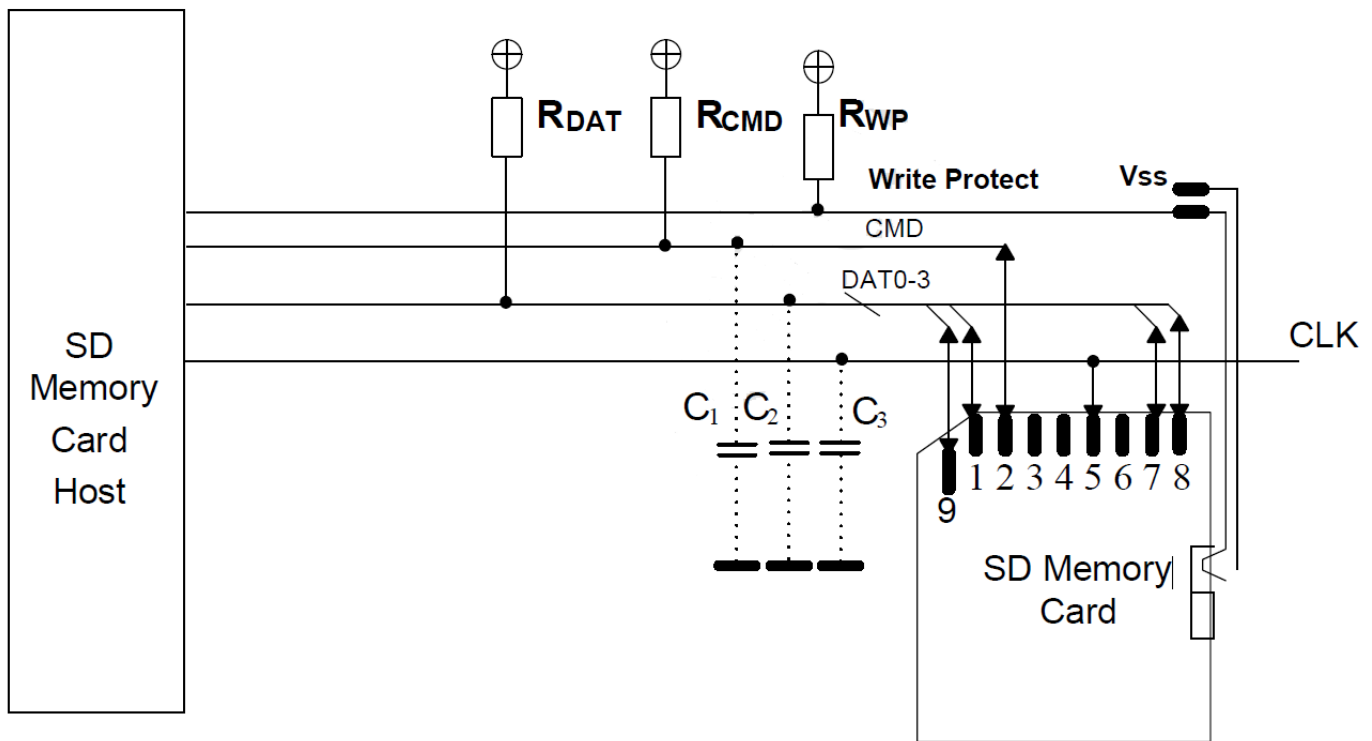 RDAT
RCMD
RWP
Write Protect
Vss
CMD
DAT0-3
CLK
SD
Memory
Card
Host
C1
C2
C3
1 2 3 4 5 6 7 8
9
SD Memory
Card